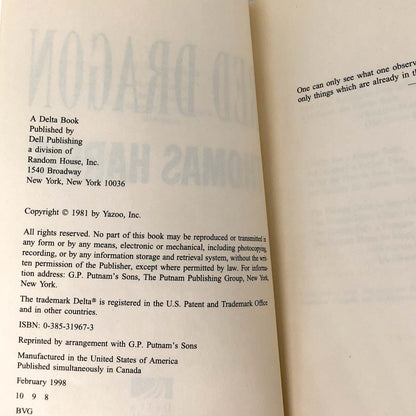 A Delta Book
Published by
Dell Publishing
a division of
Random House, Inc.
1540 Broadway
New York, New York 10036
Copyright © 1981 by Yazoo, Inc.
All rights reserved. No part of this book may be reproduced or transmitted in
any form or by any means, electronic or mechanical, including photocopying,
recording, or by any information storage and retrieval system, without the writ-
ten permission of the Publisher, except where permitted by law. For informa-
tion address: G.P. Putnam's Sons, The Putnam Publishing Group, New York,
New York.
The trademark Delta® is registered in the U.S. Patent and Trademark Office
and in other countries.
ISBN: 0-385-31967-3
Reprinted by arrangement with G.P. Putnam's Sons
Manufactured in the United States of America
Published simultaneously in Canada
February 1998
10 9 8
BVG
One can only see what one observ
only things which are already in th